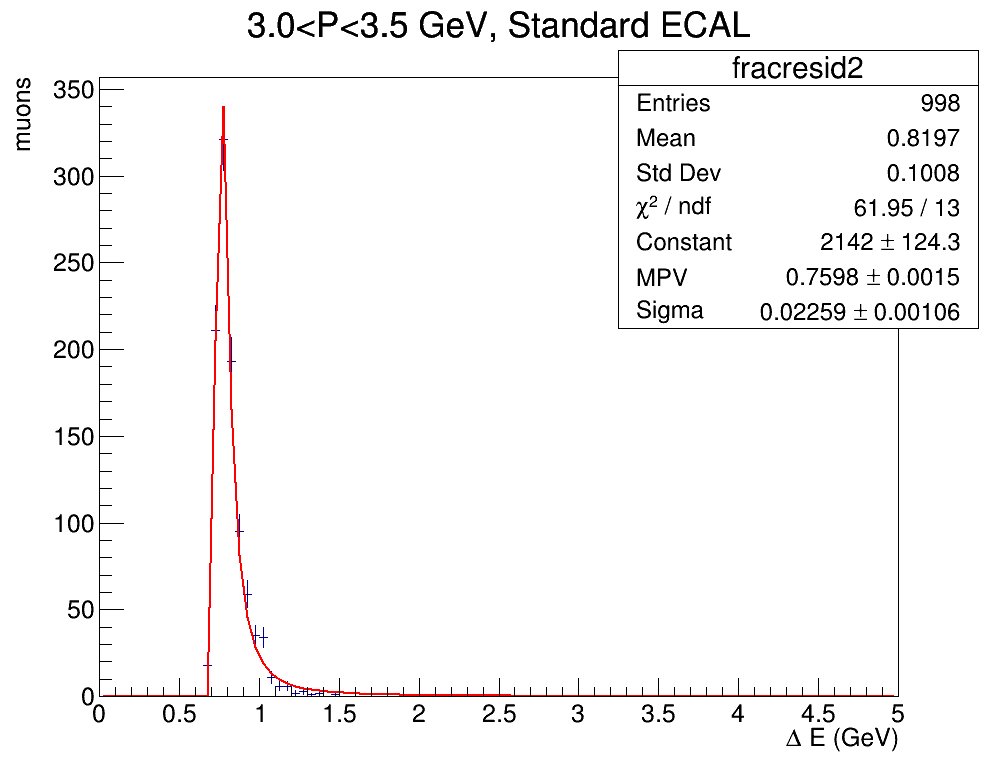 3.0<P<3.5 GeV, Standard ECAL
fracresid2
Entries 998
Mean 0.8197
Std Dev 0.1008
χ² / ndf 61.95 / 13
Constant 2142 ± 124.3
MPV 0.7598 ± 0.0015
Sigma 0.02259 ± 0.00106
muons
350
300
250
200
150
100
50
0
0 0.5 1 1.5 2 2.5 3 3.5 4 4.5 5
Δ E (GeV)